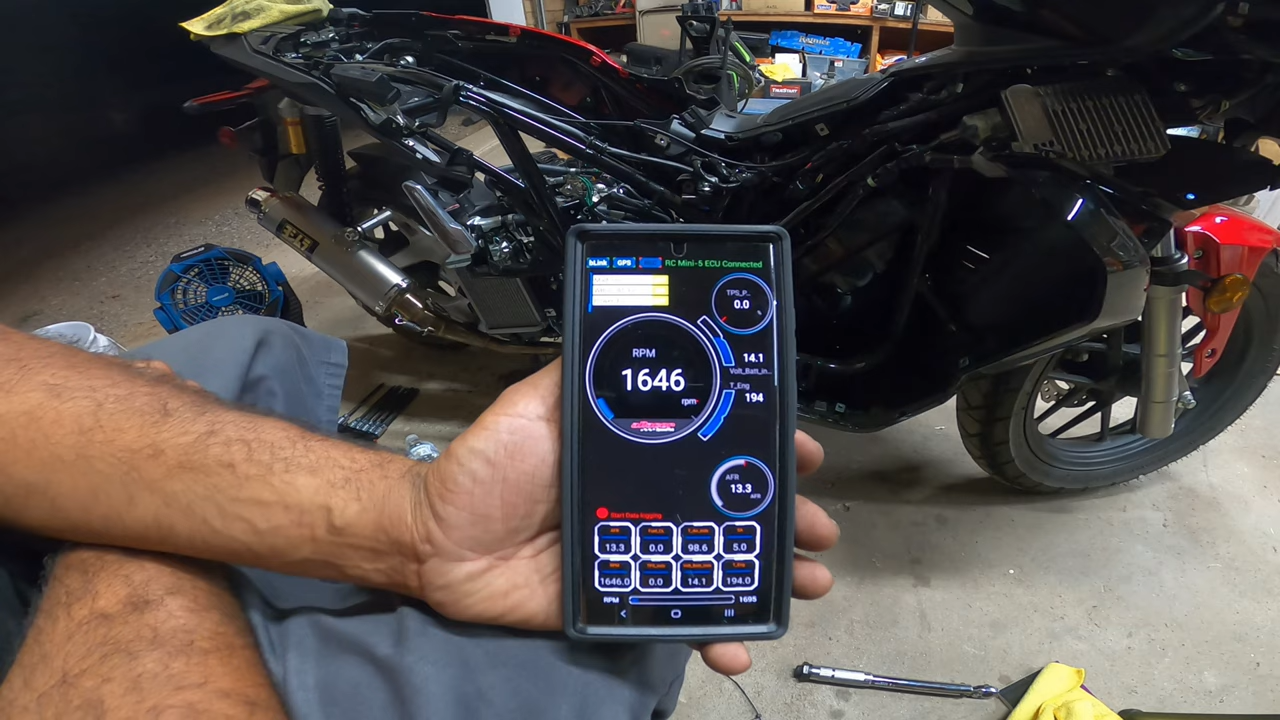 TrueStart
bLink GPS RC Mini-5 ECU Connected
TPS_P...
0.0
RPM
1646
rpm
14.1
Volt_Batt_in...
T_Eng
194
AFR
13.3
AFR
Start Data logging
13.3 0.0 98.6 5.0
1646.0 0.0 14.1 194.0
RPM 1695